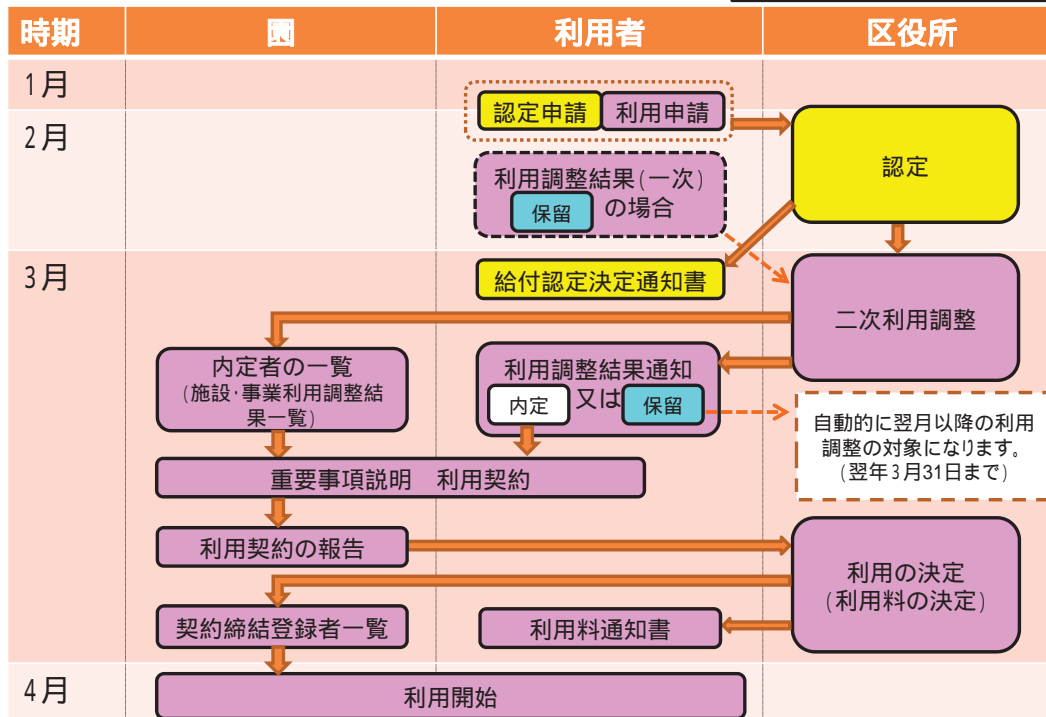 時期 園 利用者 区役所
1月
認定申請 利用申請
2月
認定
利用調整結果(一次)
保留 の場合
3月
給付認定決定通知書
二次利用調整
内定者の一覧
(施設・事業利用調整結
果一覧)
利用調整結果通知
内定 又は 保留
自動的に翌月以降の利用
調整の対象になります。
(翌年3月31日まで)
重要事項説明 利用契約
利用契約の報告
利用の決定
(利用料の決定)
契約締結登録者一覧
利用料通知書
4月
利用開始